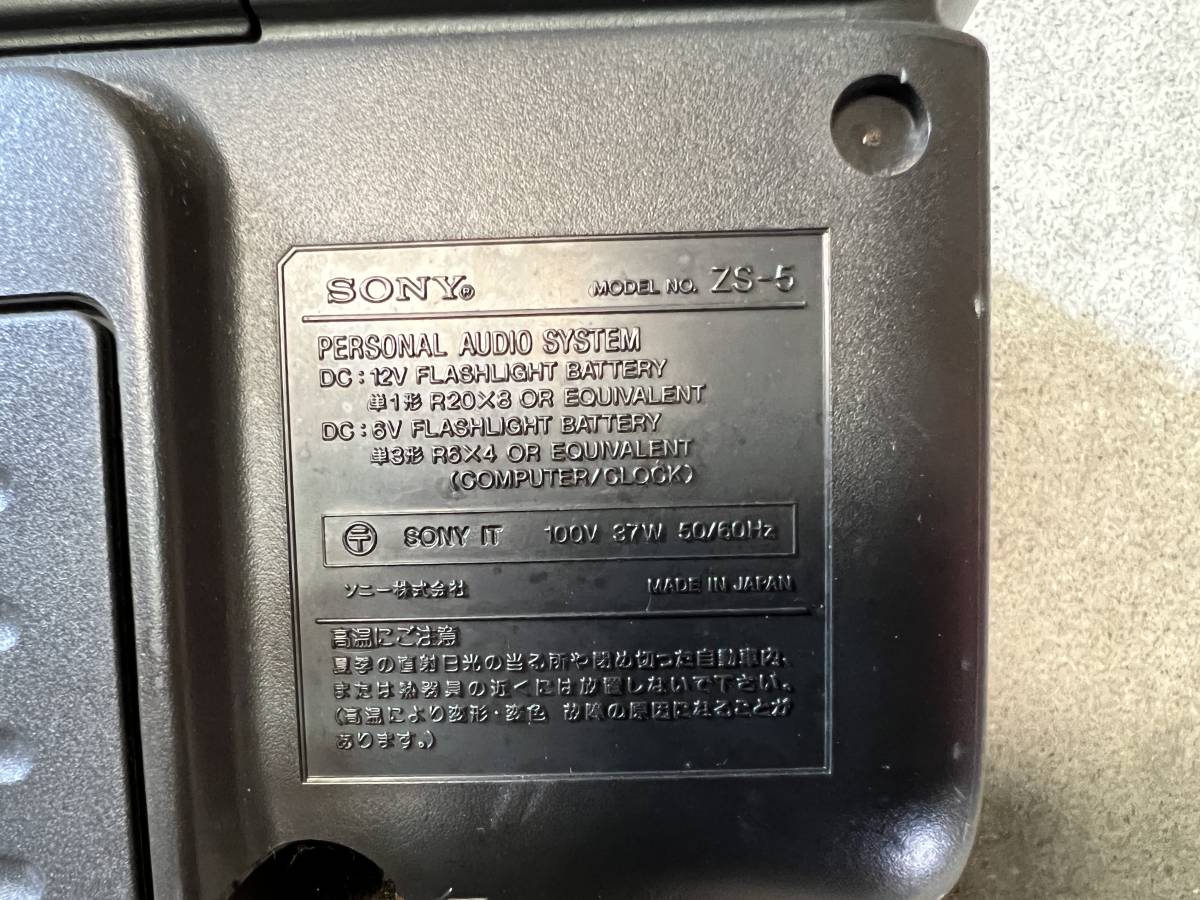 SONY® MODEL NO. ZS-5
PERSONAL AUDIO SYSTEM
DC : 12V FLASHLIGHT BATTERY
単1形 R20×8 OR EQUIVALENT
DC : 6V FLASHLIGHT BATTERY
単3形 R6×4 OR EQUIVALENT
(COMPUTER/CLOCK)
〒 SONY IT 100V 37W 50/60Hz
ソニー株式会社 MADE IN JAPAN
高温にご注意
夏季の直射日光の当る所や閉め切った自動車内、
または熱器具の近くには放置しないで下さい。
(高温により変形・変色 故障の原因になることが
あります。)